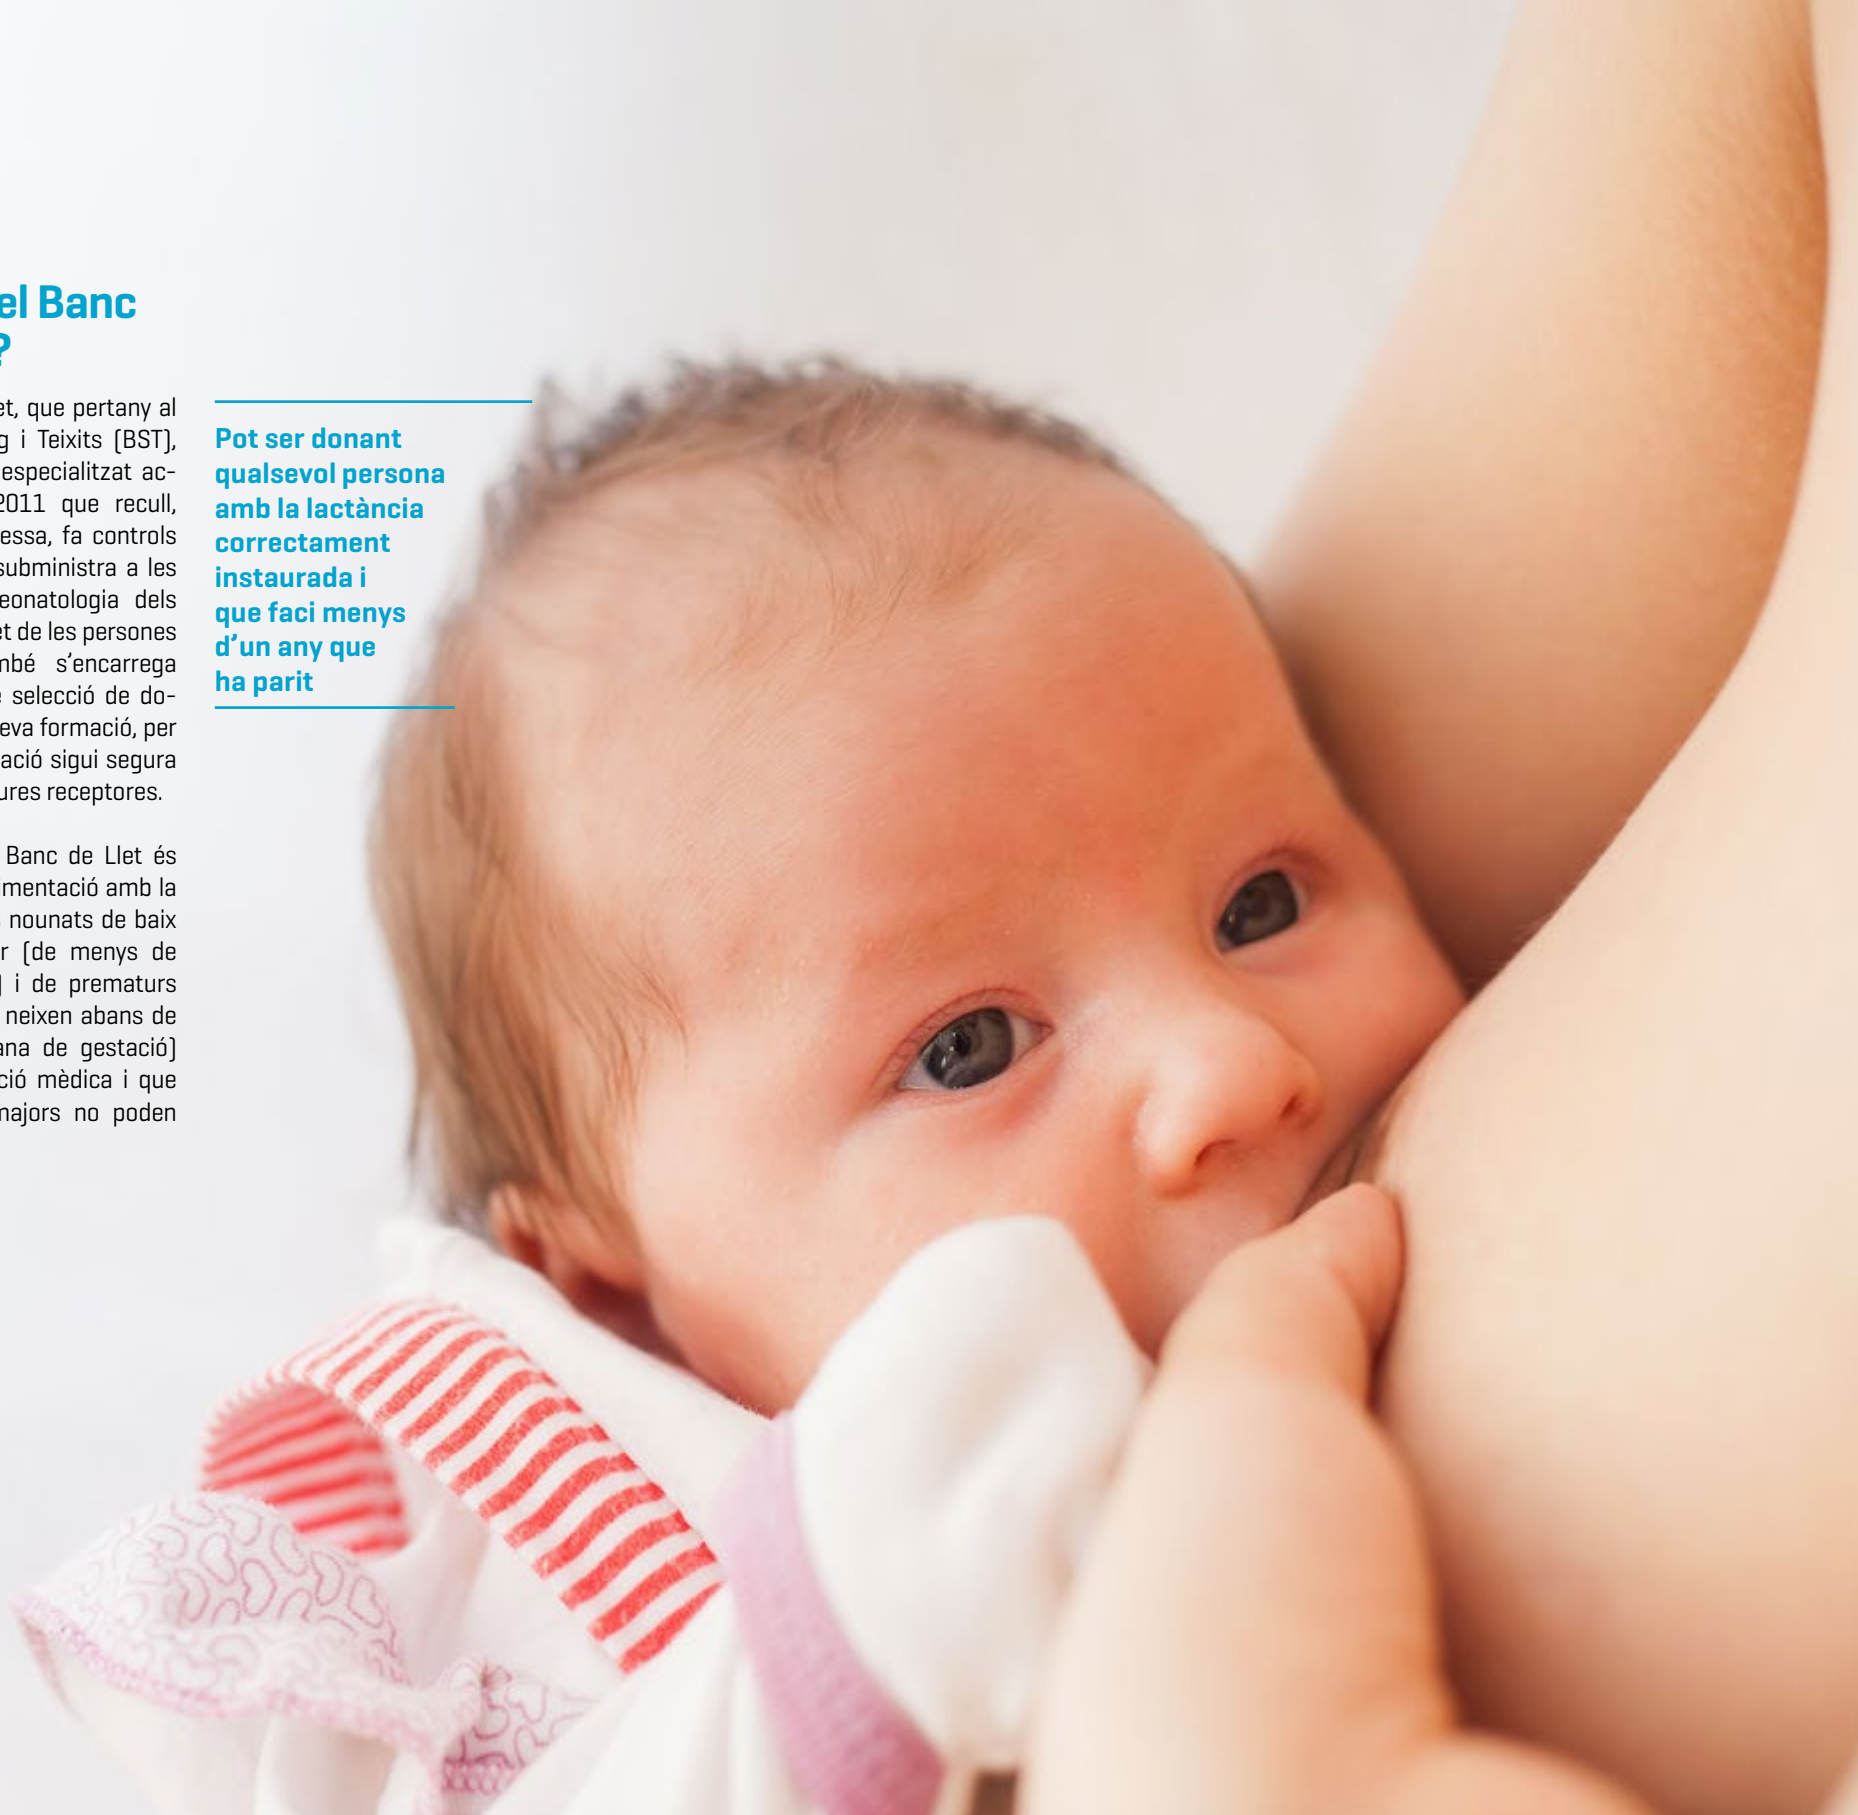 el Banc
?
et, que pertany al
g i Teixits (BST),
especialitzat ac-
2011 que recull,
essa, fa controls
subministra a les
eonatologia dels
et de les persones
mbé s’encarrega
e selecció de do-
eva formació, per
ació sigui segura
ures receptores.
Banc de Llet és
mentació amb la
nounats de baix
r (de menys de
) i de prematurs
neixen abans de
ana de gestació)
ció mèdica i que
majors no poden
Pot ser donant
qualsevol persona
amb la lactància
correctament
instaurada i
que faci menys
d’un any que
ha parit